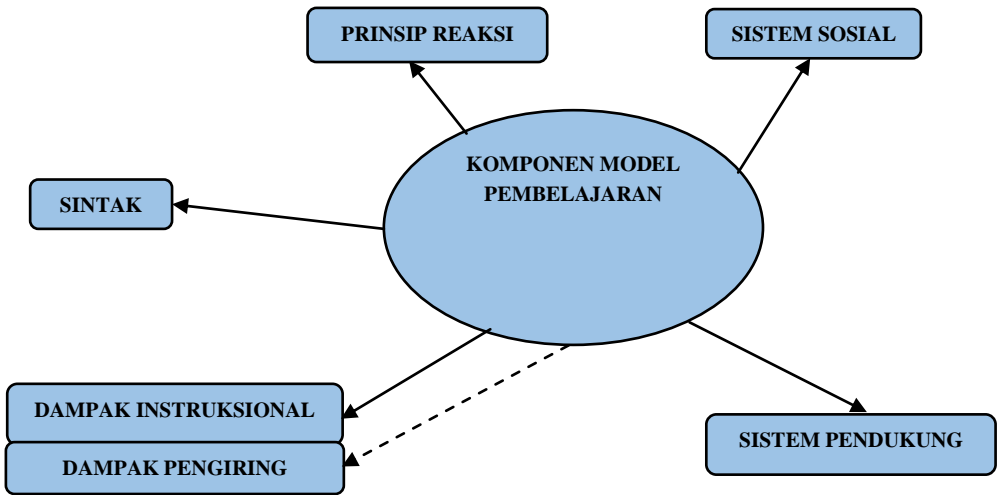 PRINSIP REAKSI
SISTEM SOSIAL
KOMPONEN MODEL
PEMBELAJARAN
SINTAK
DAMPAK INSTRUKSIONAL
DAMPAK PENGIRING
SISTEM PENDUKUNG